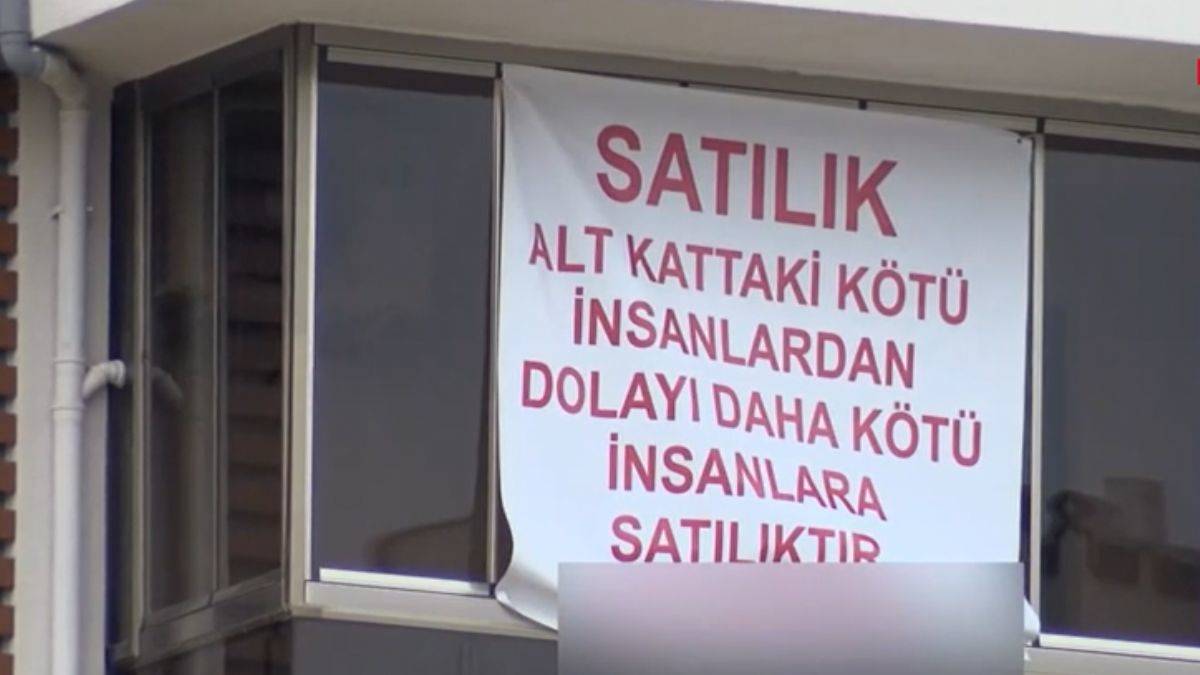 SATILIK
ALT KATTAKİ KÖTÜ
İNSANLARDAN
DOLAYI DAHA KÖTÜ
İNSANLARA
SATILIKTIR